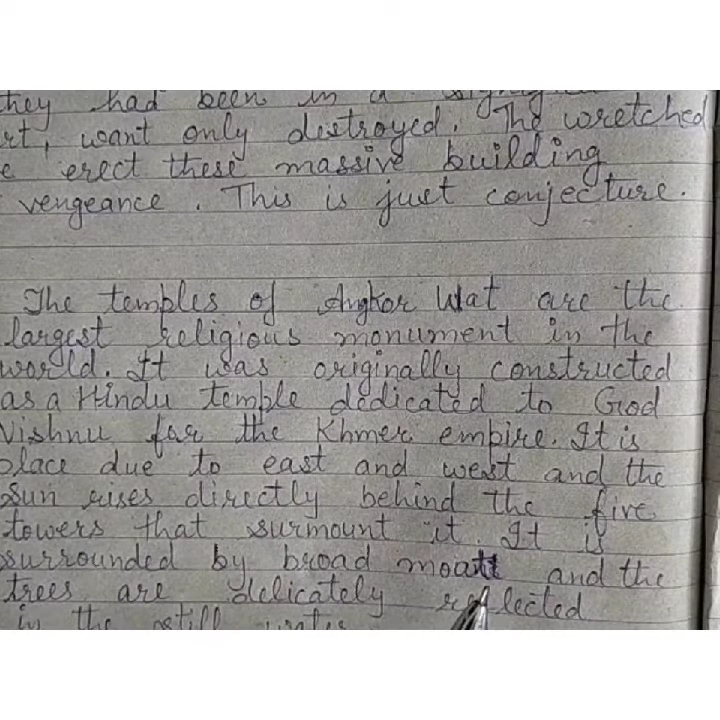 they had been in a
rt, want only destroyed. The wretched
e erect these massive building
vengeance. This is just conjecture.
The temples of Angkor Wat are the
largest religious monument in the
world. It was originally constructed
as a Hindu temple dedicated to God
Vishnu far the Khmer empire. It is
place due to east and west and the
sun rises directly behind the five
towers that surmount it. It is
surrounded by broad moat and the
trees are delicately reflected
in the still water